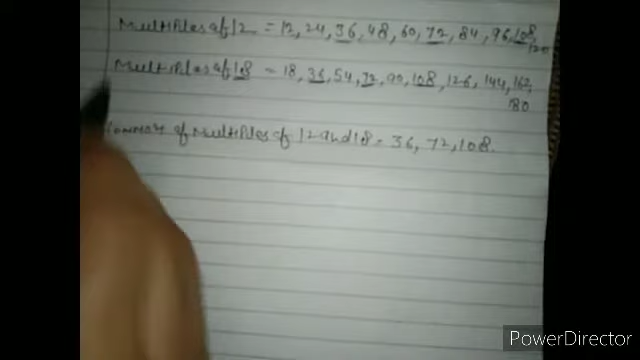 Multiples of 12 = 12, 24, 36, 48, 60, 72, 84, 96, 108,
120
Multiples of 18 = 18, 36, 54, 72, 90, 108, 126, 144, 162,
180
Common of Multiples of 12 and 18 = 36, 72, 108.
PowerDirector